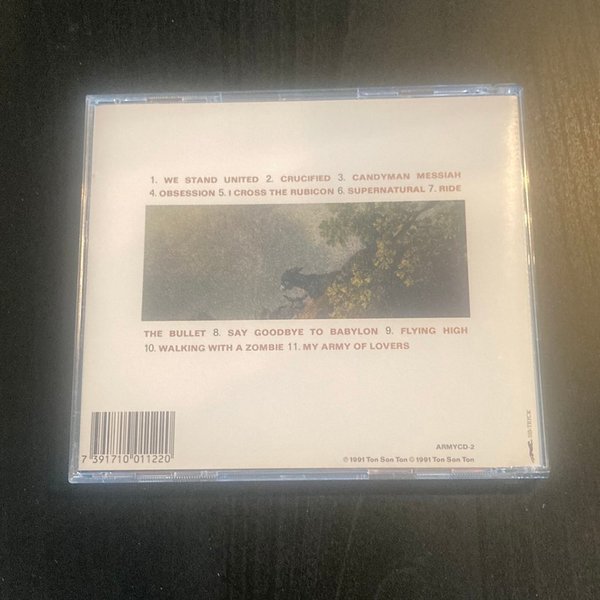 1. WE STAND UNITED 2. CRUCIFIED 3. CANDYMAN MESSIAH
4. OBSESSION 5. I CROSS THE RUBICON 6. SUPERNATURAL 7. RIDE
THE BULLET 8. SAY GOODBYE TO BABYLON 9. FLYING HIGH
10. WALKING WITH A ZOMBIE 11. MY ARMY OF LOVERS
ARMYCD-2
7 391710 011220
℗ 1991 Ton Son Ton © 1991 Ton Son Ton